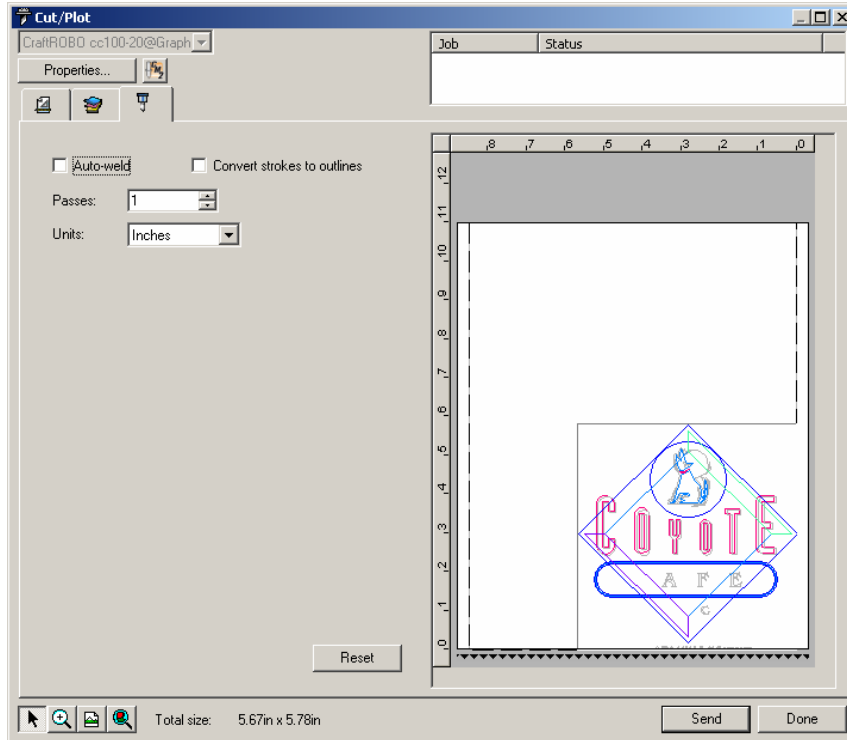 Cut/Plot
CraftROBO cc100-20@Graph
Job Status
Properties...
Auto-weld Convert strokes to outlines
Passes: 1
Units: Inches
8 7 6 5 4 3 2 1 0
12
11
10
9
8
7
6
5
4
3
2
1
0
COYOTE
A F E
C
Reset
Total size: 5.67in x 5.78in
Send Done